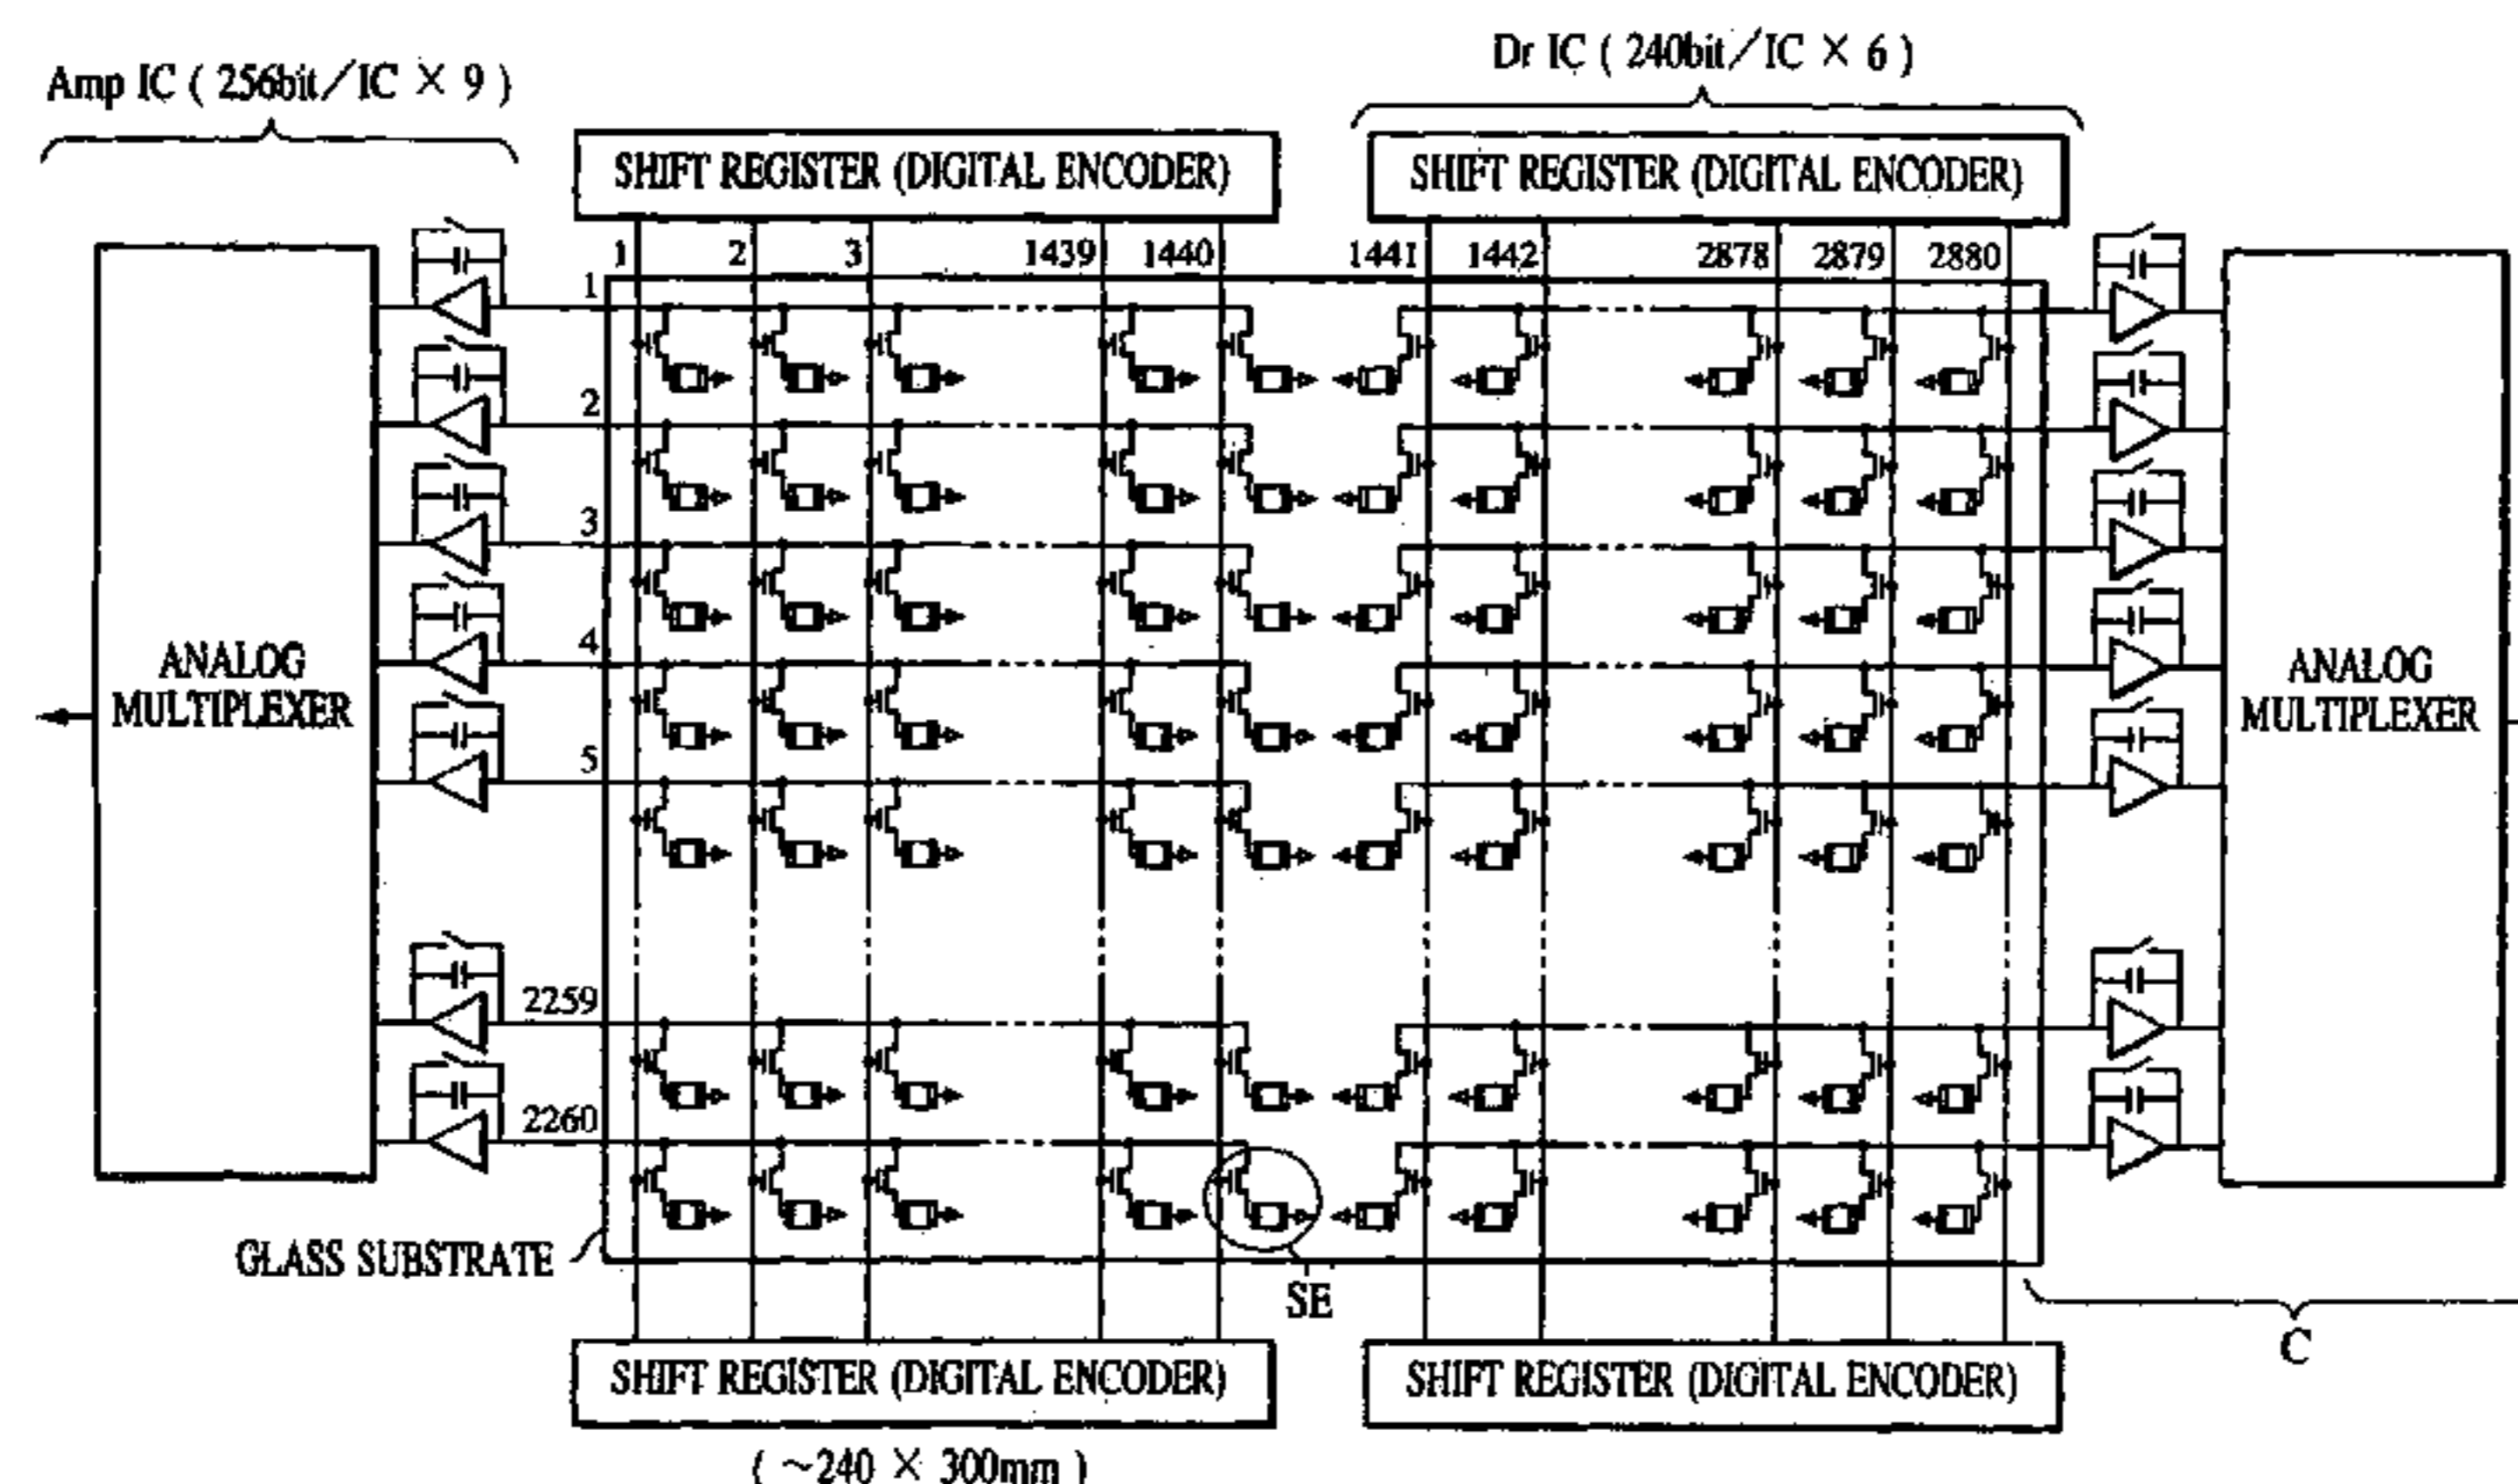 Amp IC ( 256bit/IC × 9 )
Dr IC ( 240bit/IC × 6 )
SHIFT REGISTER (DIGITAL ENCODER)
SHIFT REGISTER (DIGITAL ENCODER)
1 2 3 1439 1440 1441 1442 2878 2879 2880
1
2
3
4
5
2259
2260
ANALOG
MULTIPLEXER
ANALOG
MULTIPLEXER
GLASS SUBSTRATE
SE
C
SHIFT REGISTER (DIGITAL ENCODER)
SHIFT REGISTER (DIGITAL ENCODER)
( ~240 × 300mm )